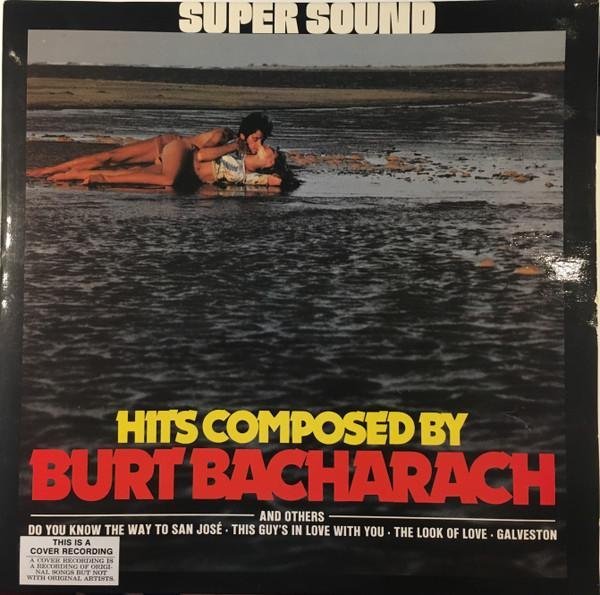 SUPER SOUND
HITS COMPOSED BY
BURT BACHARACH
AND OTHERS
DO YOU KNOW THE WAY TO SAN JOSÉ · THIS GUY'S IN LOVE WITH YOU · THE LOOK OF LOVE · GALVESTON
THIS IS A
COVER RECORDING
A COVER RECORDING IS
A RECORDING OF ORIGI-
NAL SONGS BUT NOT
WITH ORIGINAL ARTISTS.